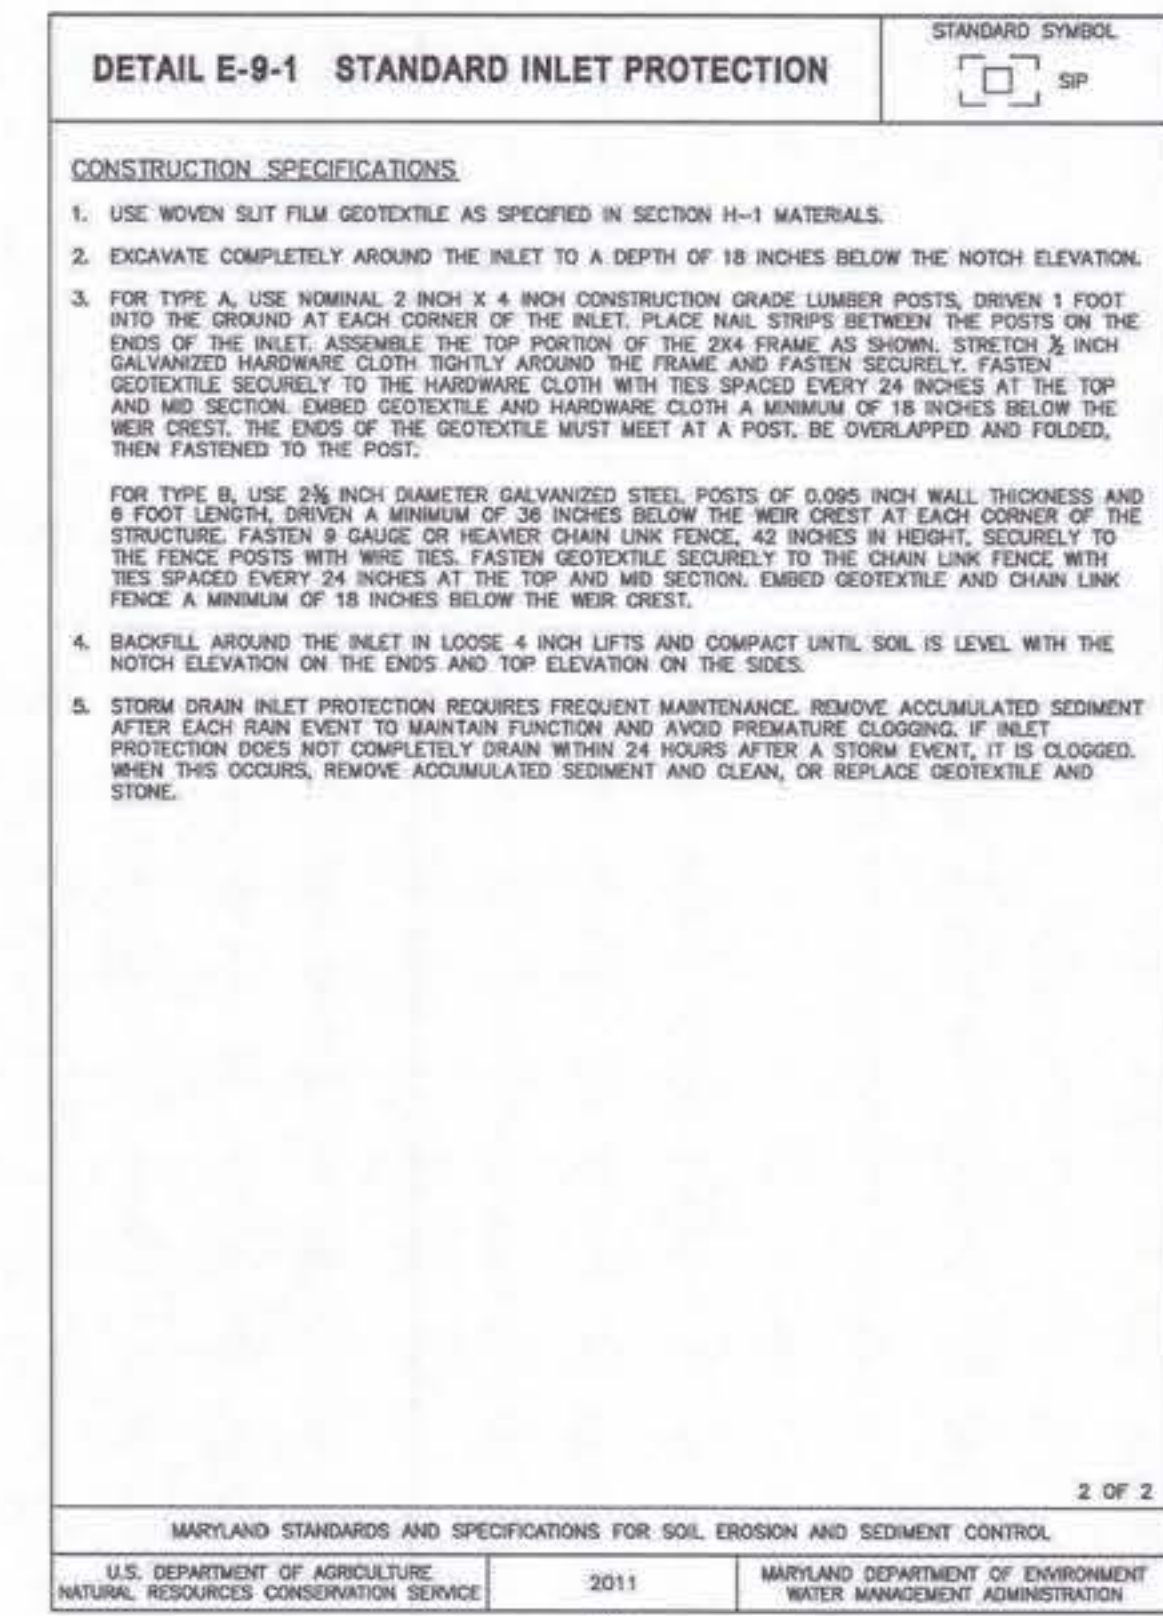 DETAIL E-9-1 STANDARD INLET PROTECTION
STANDARD SYMBOL
SIP
CONSTRUCTION SPECIFICATIONS
1. USE WOVEN SLIT FILM GEOTEXTILE AS SPECIFIED IN SECTION H-1 MATERIALS.
2. EXCAVATE COMPLETELY AROUND THE INLET TO A DEPTH OF 18 INCHES BELOW THE NOTCH ELEVATION.
3. FOR TYPE A, USE NOMINAL 2 INCH X 4 INCH CONSTRUCTION GRADE LUMBER POSTS, DRIVEN 1 FOOT
INTO THE GROUND AT EACH CORNER OF THE INLET. PLACE NAIL STRIPS BETWEEN THE POSTS ON THE
ENDS OF THE INLET. ASSEMBLE THE TOP PORTION OF THE 2X4 FRAME AS SHOWN. STRETCH ½ INCH
GALVANIZED HARDWARE CLOTH TIGHTLY AROUND THE FRAME AND FASTEN SECURELY. FASTEN
GEOTEXTILE SECURELY TO THE HARDWARE CLOTH WITH TIES SPACED EVERY 24 INCHES AT THE TOP
AND MID SECTION. EMBED GEOTEXTILE AND HARDWARE CLOTH A MINIMUM OF 18 INCHES BELOW THE
WEIR CREST. THE ENDS OF THE GEOTEXTILE MUST MEET AT A POST, BE OVERLAPPED AND FOLDED,
THEN FASTENED TO THE POST.
FOR TYPE B, USE 2⅜ INCH DIAMETER GALVANIZED STEEL POSTS OF 0.095 INCH WALL THICKNESS AND
6 FOOT LENGTH, DRIVEN A MINIMUM OF 36 INCHES BELOW THE WEIR CREST AT EACH CORNER OF THE
STRUCTURE. FASTEN 9 GAUGE OR HEAVIER CHAIN LINK FENCE, 42 INCHES IN HEIGHT, SECURELY TO
THE FENCE POSTS WITH WIRE TIES. FASTEN GEOTEXTILE SECURELY TO THE CHAIN LINK FENCE WITH
TIES SPACED EVERY 24 INCHES AT THE TOP AND MID SECTION. EMBED GEOTEXTILE AND CHAIN LINK
FENCE A MINIMUM OF 18 INCHES BELOW THE WEIR CREST.
4. BACKFILL AROUND THE INLET IN LOOSE 4 INCH LIFTS AND COMPACT UNTIL SOIL IS LEVEL WITH THE
NOTCH ELEVATION ON THE ENDS AND TOP ELEVATION ON THE SIDES.
5. STORM DRAIN INLET PROTECTION REQUIRES FREQUENT MAINTENANCE. REMOVE ACCUMULATED SEDIMENT
AFTER EACH RAIN EVENT TO MAINTAIN FUNCTION AND AVOID PREMATURE CLOGGING. IF INLET
PROTECTION DOES NOT COMPLETELY DRAIN WITHIN 24 HOURS AFTER A STORM EVENT, IT IS CLOGGED.
WHEN THIS OCCURS, REMOVE ACCUMULATED SEDIMENT AND CLEAN, OR REPLACE GEOTEXTILE AND
STONE.
2 OF 2
MARYLAND STANDARDS AND SPECIFICATIONS FOR SOIL EROSION AND SEDIMENT CONTROL
U.S. DEPARTMENT OF AGRICULTURE
NATURAL RESOURCES CONSERVATION SERVICE
2011
MARYLAND DEPARTMENT OF ENVIRONMENT
WATER MANAGEMENT ADMINISTRATION